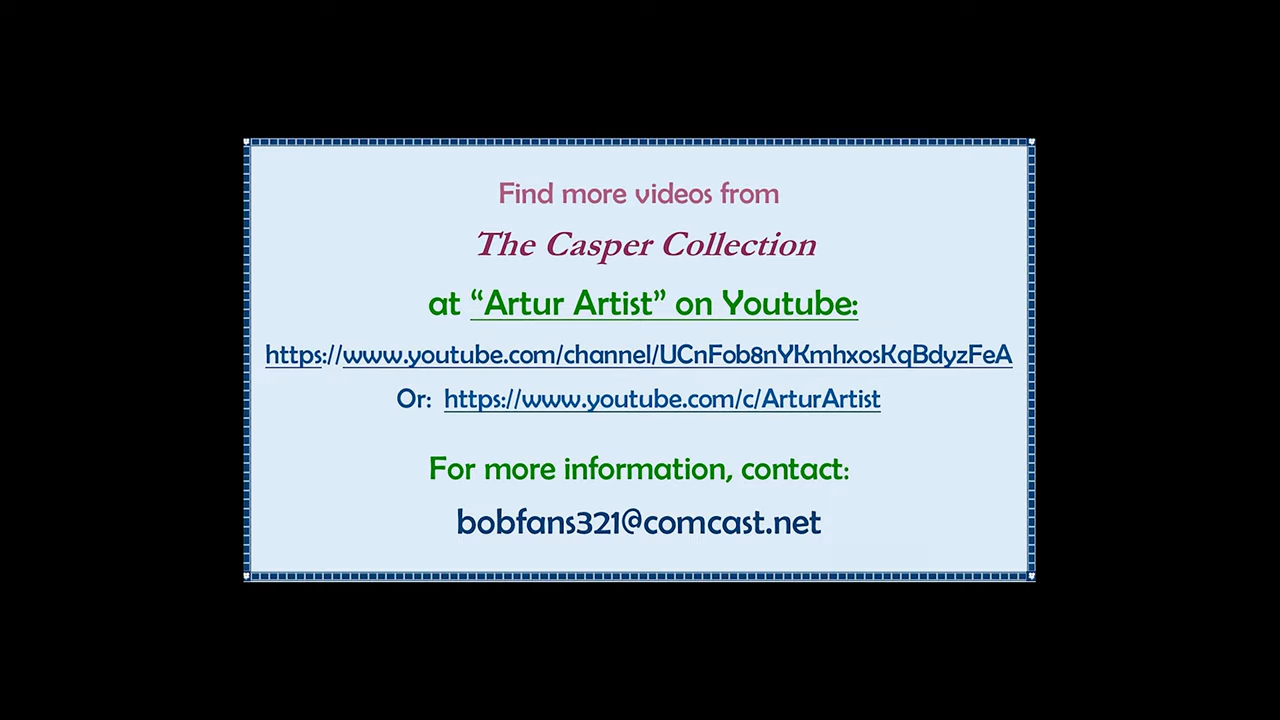 Find more videos from
The Casper Collection
at “Artur Artist” on Youtube:
https://www.youtube.com/channel/UCnFob8nYKmhxosKqBdyzFeA
Or: https://www.youtube.com/c/ArturArtist
For more information, contact:
bobfans321@comcast.net